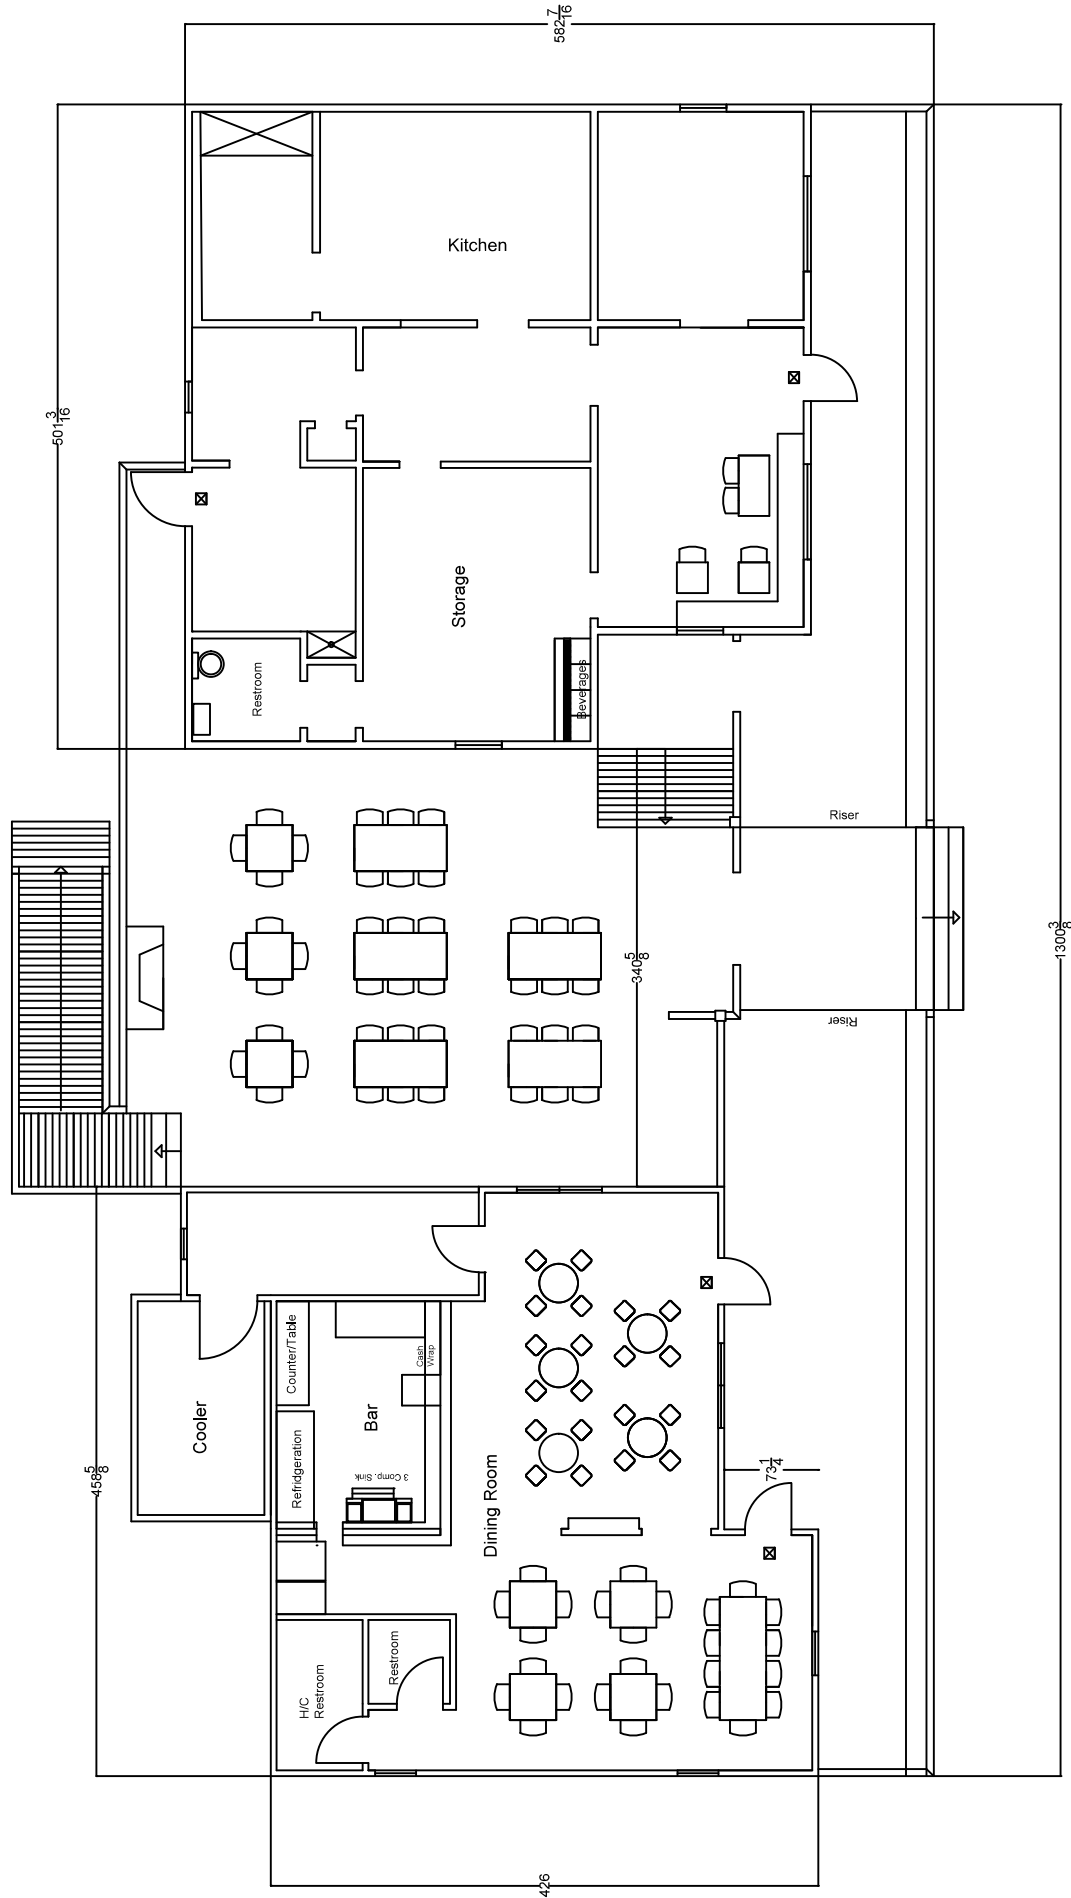 582 7/16
Kitchen
501 3/16
Storage
Restroom
Beverages
Riser
1300 3/8
340 5/8
Riser
Counter/Table
Cash
Wrap
Cooler
Bar
Refridgeration
3 Comp. Sink
458 5/8
73 1/4
Dining Room
Restroom
H/C
Restroom
426